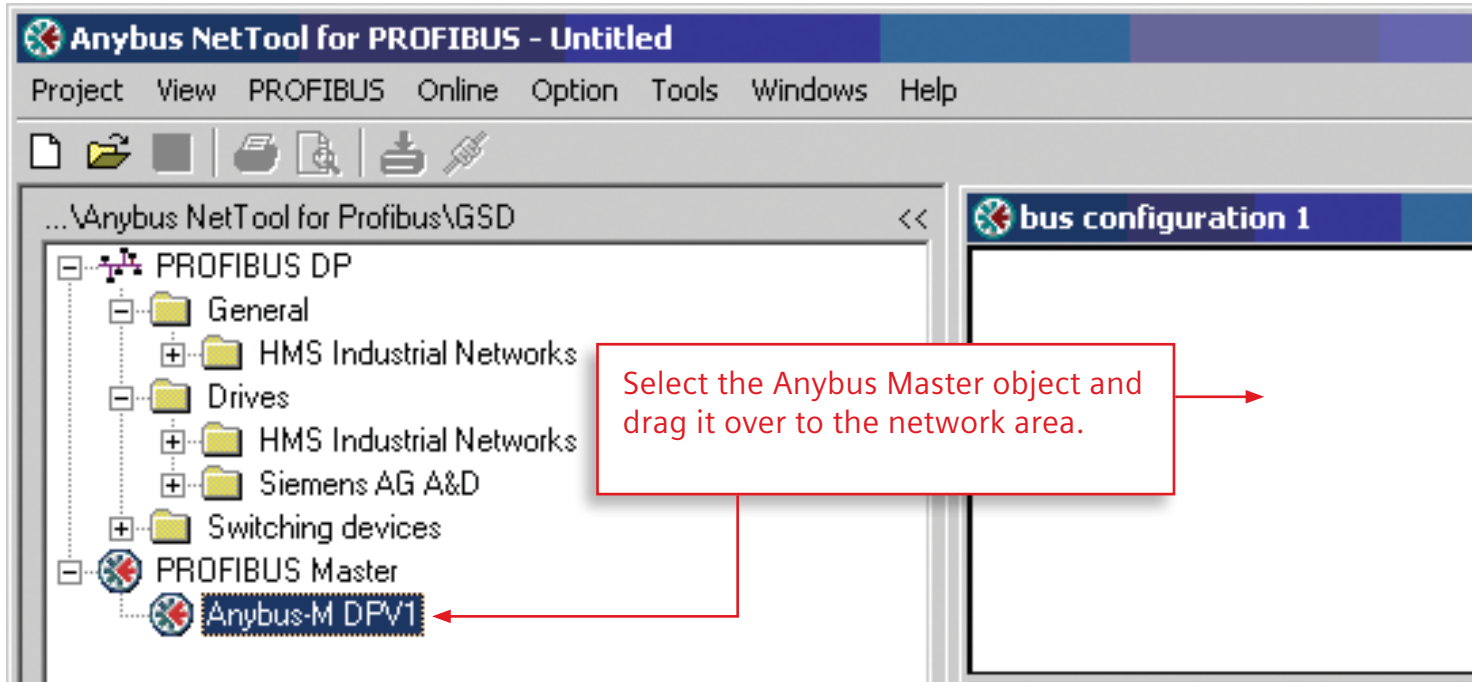 Anybus NetTool for PROFIBUS - Untitled
Project View PROFIBUS Online Option Tools Windows Help
...\Anybus NetTool for Profibus\GSD <<
PROFIBUS DP
General
HMS Industrial Networks
Drives
HMS Industrial Networks
Siemens AG A&D
Switching devices
PROFIBUS Master
Anybus-M DPV1
Select the Anybus Master object and
drag it over to the network area.
bus configuration 1